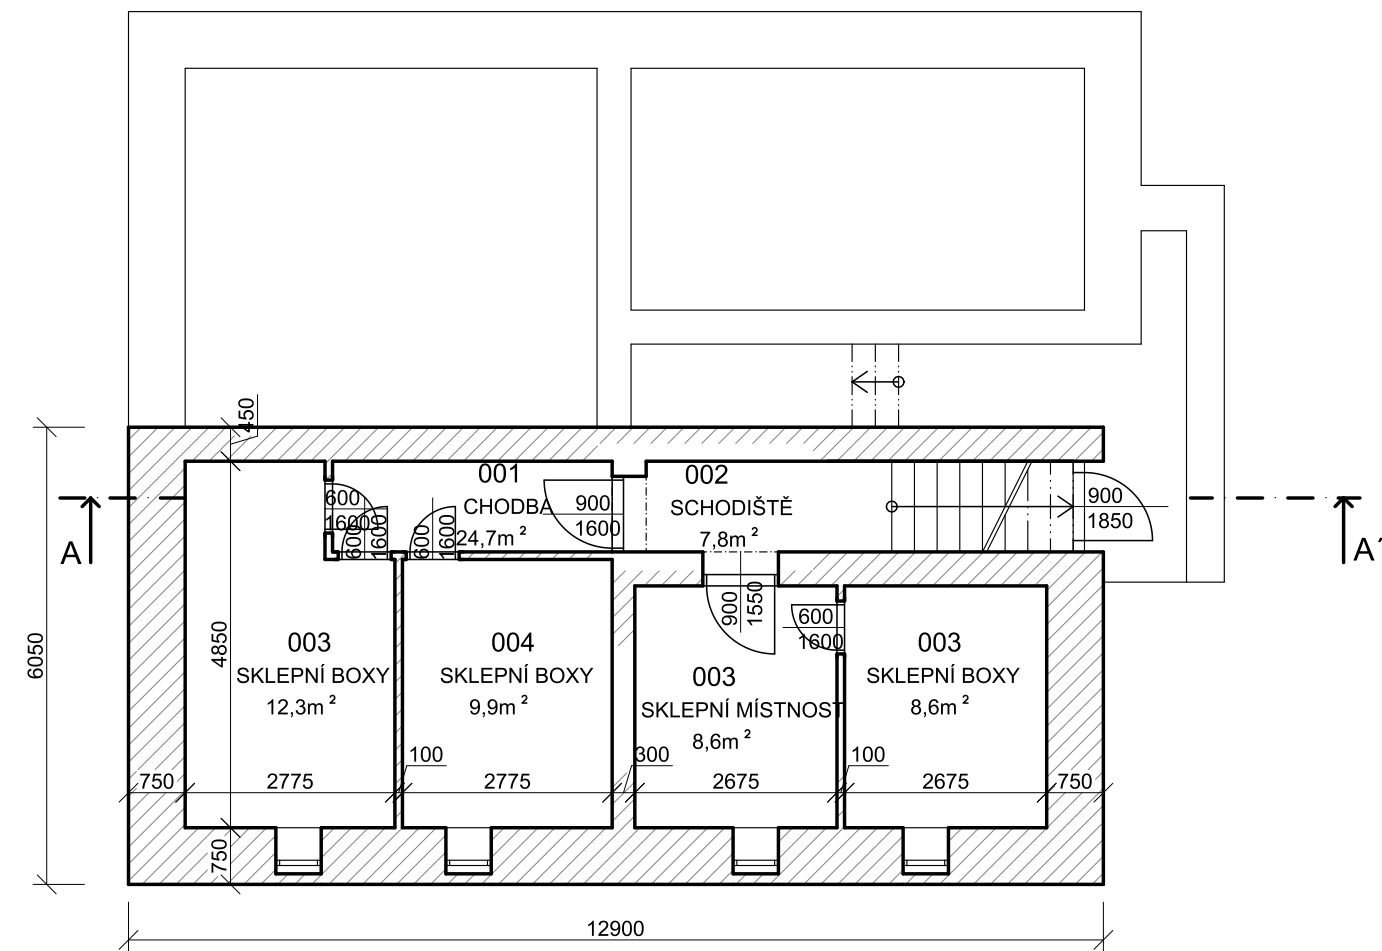 450
001
CHODBA
24,7m²
002
SCHODIŠTĚ
7,8m²
600
1600
600
1600
600
1600
900
1600
900
1850
A
A'
900
1550
600
1600
003
SKLEPNÍ BOXY
12,3m²
004
SKLEPNÍ BOXY
9,9m²
003
SKLEPNÍ MÍSTNOST
8,6m²
003
SKLEPNÍ BOXY
8,6m²
6050
4850
750
750
2775
100
2775
300
2675
100
2675
750
12900